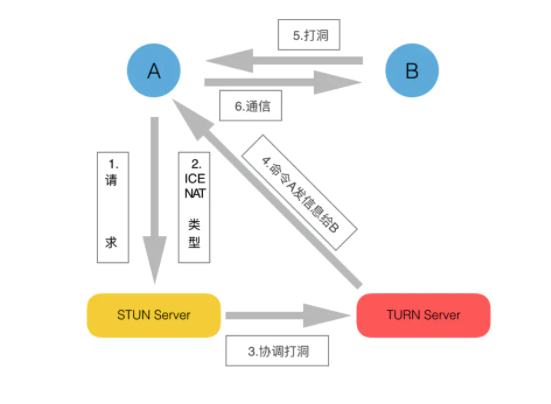 5.打洞
A
B
6.通信
1.
请
求
2.
ICE
NAT
类
型
4.命令A发信息给B
STUN Server
TURN Server
3.协调打洞